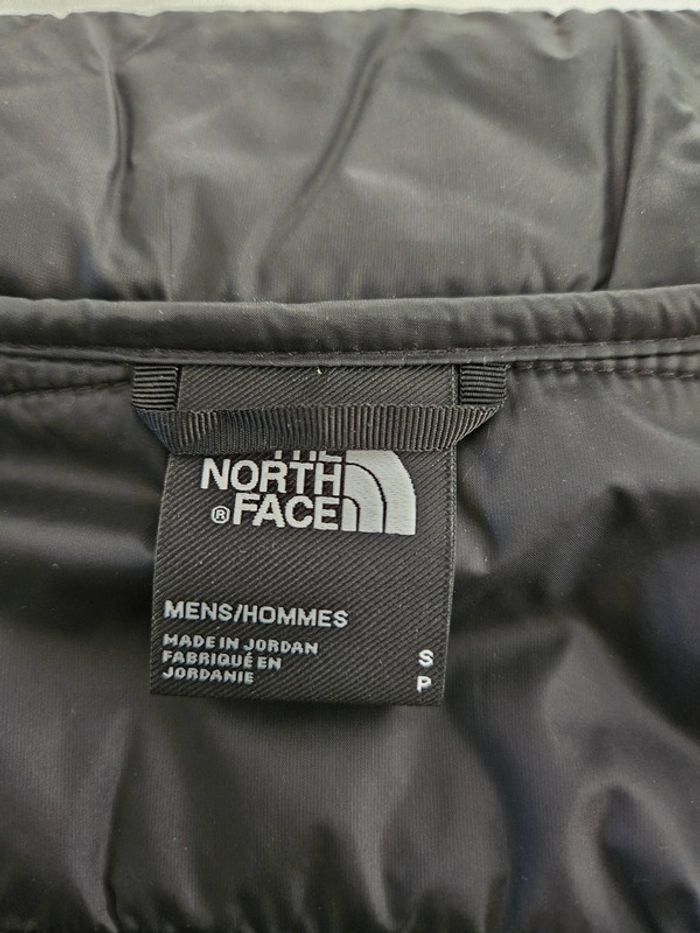 THE
NORTH
®FACE
MENS/HOMMES
MADE IN JORDAN
FABRIQUÉ EN
JORDANIE
S
P